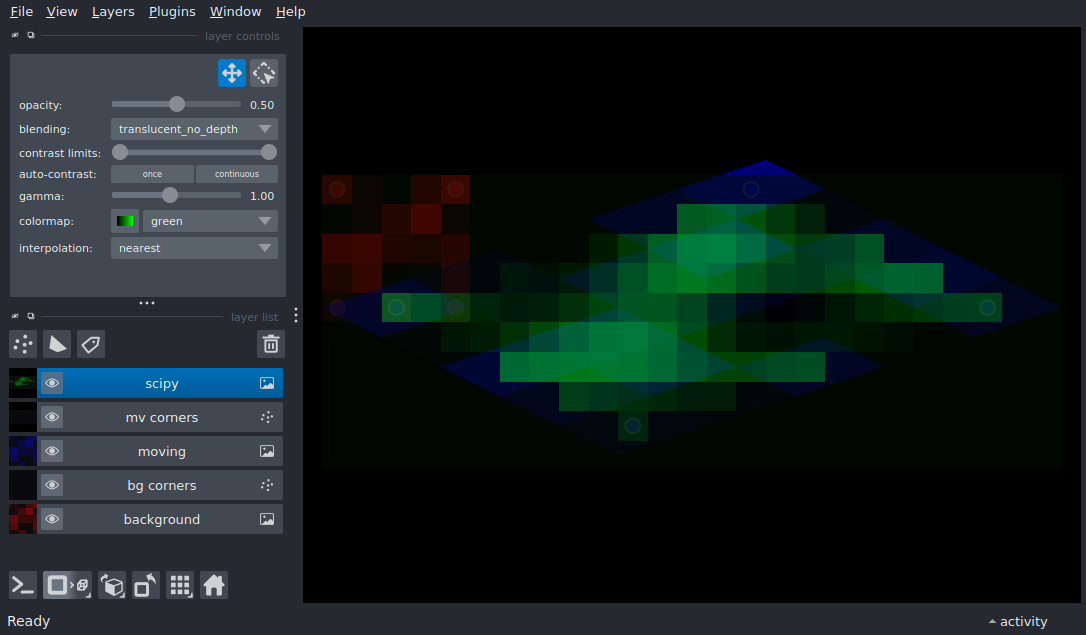 File View Layers Plugins Window Help
layer controls
opacity: 0.50
blending: translucent_no_depth
contrast limits:
auto-contrast: once continuous
gamma: 1.00
colormap: green
interpolation: nearest
layer list
scipy
mv corners
moving
bg corners
background
Ready activity